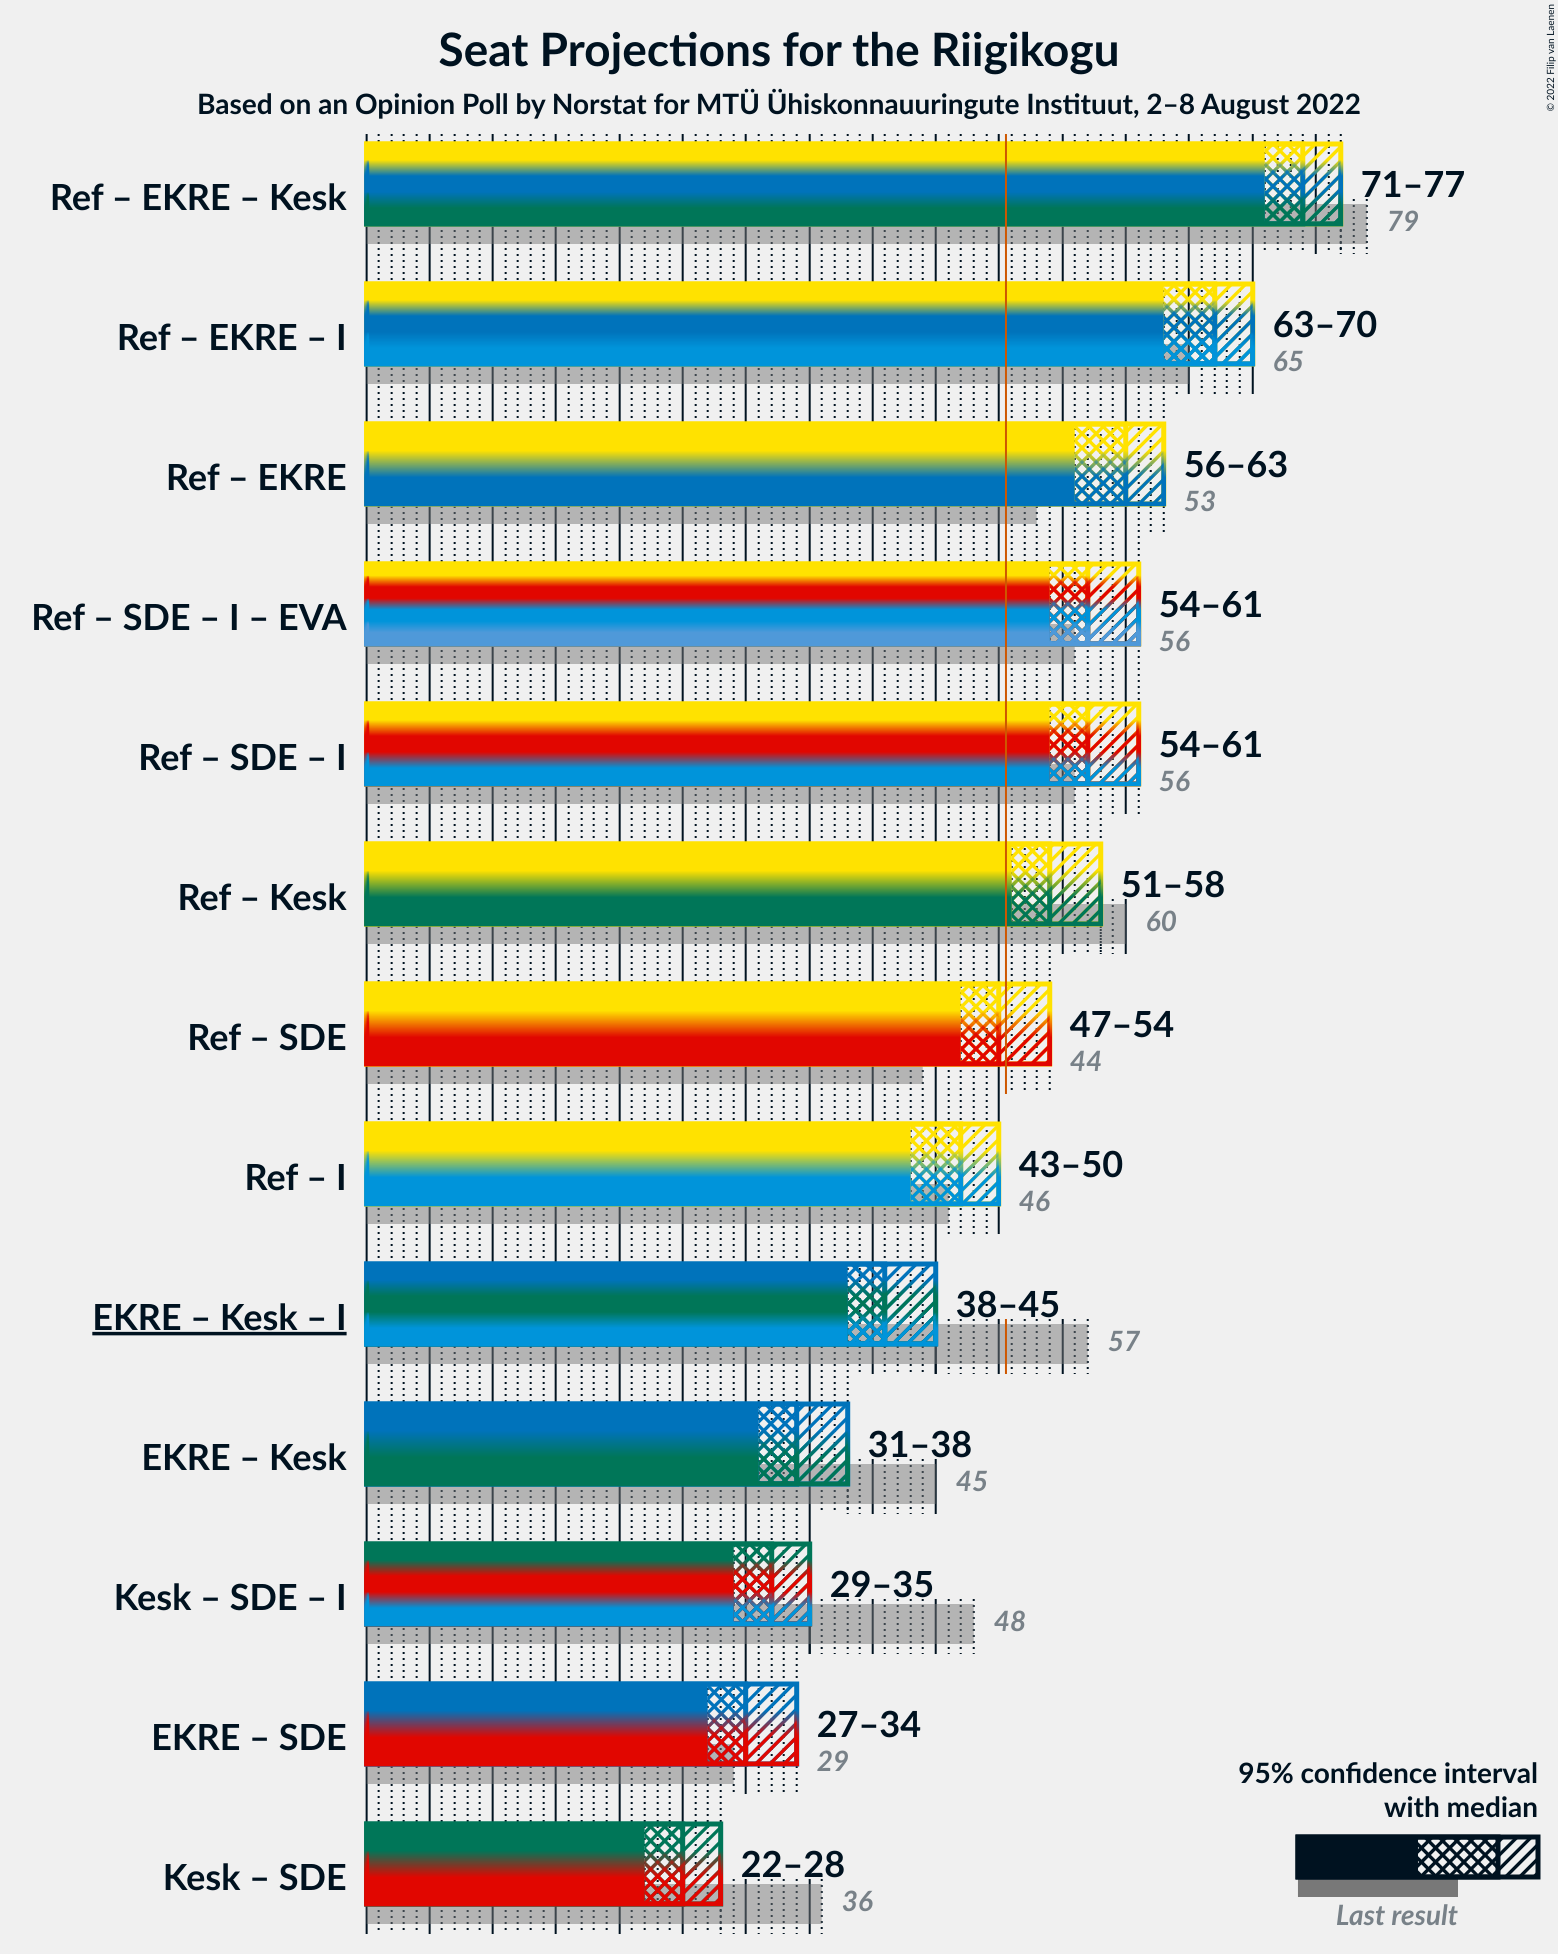 Seat Projections for the Riigikogu
Based on an Opinion Poll by Norstat for MTÜ Ühiskonnauuringute Instituut, 2–8 August 2022
© 2022 Filip van Laenen
Ref – EKRE – Kesk
71–77
79
Ref – EKRE – I
63–70
65
Ref – EKRE
56–63
53
Ref – SDE – I – EVA
54–61
56
Ref – SDE – I
54–61
56
Ref – Kesk
51–58
60
Ref – SDE
47–54
44
Ref – I
43–50
46
EKRE – Kesk – I
38–45
57
EKRE – Kesk
31–38
45
Kesk – SDE – I
29–35
48
EKRE – SDE
27–34
29
Kesk – SDE
22–28
36
95% confidence interval
with median
Last result